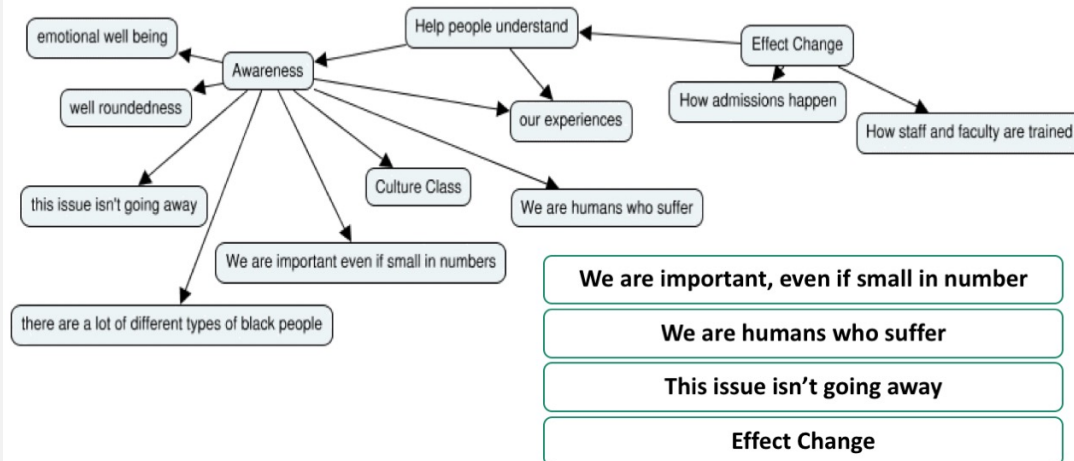 Help people understand
emotional well being
Effect Change
Awareness
well roundedness
How admissions happen
our experiences
How staff and faculty are trained
Culture Class
this issue isn't going away
We are humans who suffer
We are important even if small in numbers
there are a lot of different types of black people
We are important, even if small in number
We are humans who suffer
This issue isn’t going away
Effect Change